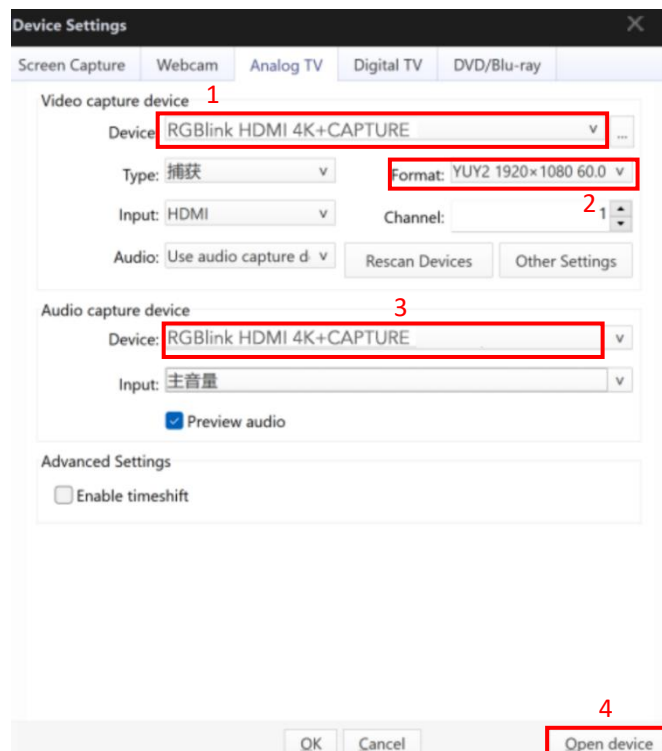 Device Settings
Screen Capture Webcam Analog TV Digital TV DVD/Blu-ray
Video capture device 1
Device: RGBlink HDMI 4K+CAPTURE ...
Type: 捕获 Format: YUY2 1920×1080 60.0
2
Input: HDMI Channel: 1
Audio: Use audio capture d Rescan Devices Other Settings
Audio capture device 3
Device: RGBlink HDMI 4K+CAPTURE
Input: 主音量
Preview audio
Advanced Settings
Enable timeshift
4
OK Cancel Open device